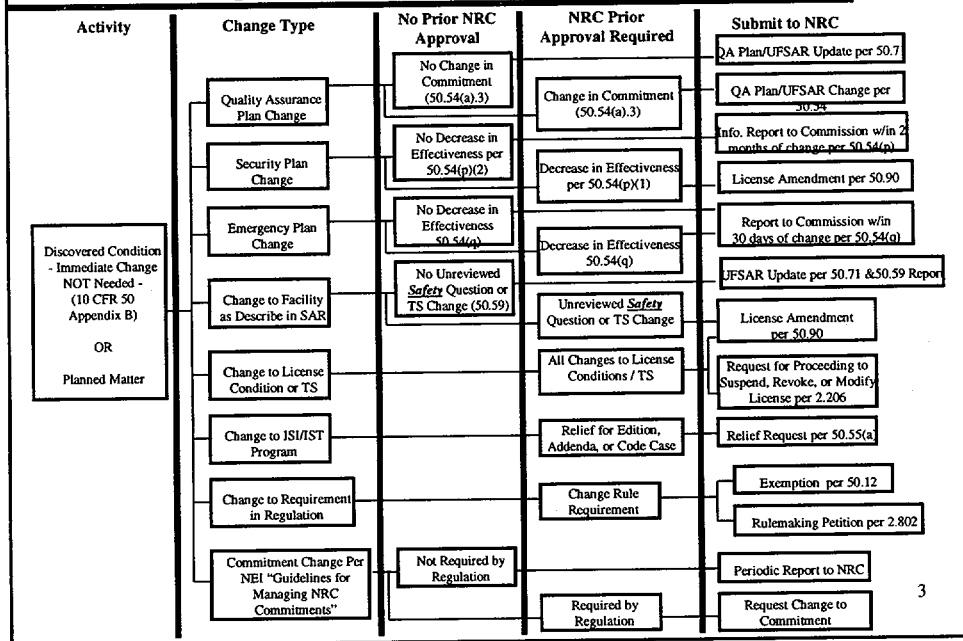 Activity
Change Type
No Prior NRC
Approval
NRC Prior
Approval Required
Submit to NRC
Discovered Condition
- Immediate Change
NOT Needed -
(10 CFR 50
Appendix B)
OR
Planned Matter
Quality Assurance
Plan Change
No Change in
Commitment
(50.54(a).3)
Change in Commitment
(50.54(a).3)
QA Plan/UFSAR Update per 50.7
QA Plan/UFSAR Change per
50.54
Security Plan
Change
No Decrease in
Effectiveness per
50.54(p)(2)
Decrease in Effectiveness
per 50.54(p)(1)
Info. Report to Commission w/in 2
months of change per 50.54(p)
License Amendment per 50.90
Emergency Plan
Change
No Decrease in
Effectiveness
50.54(q)
Decrease in Effectiveness
50.54(q)
Report to Commission w/in
30 days of change per 50.54(q)
Change to Facility
as Describe in SAR
No Unreviewed
Safety Question or
TS Change (50.59)
Unreviewed Safety
Question or TS Change
UFSAR Update per 50.71 &50.59 Report
License Amendment
per 50.90
Change to License
Condition or TS
All Changes to License
Conditions / TS
Request for Proceeding to
Suspend, Revoke, or Modify
License per 2.206
Change to ISI/IST
Program
Relief for Edition,
Addenda, or Code Case
Relief Request per 50.55(a)
Change to Requirement
in Regulation
Change Rule
Requirement
Exemption per 50.12
Rulemaking Petition per 2.802
Commitment Change Per
NEI "Guidelines for
Managing NRC
Commitments"
Not Required by
Regulation
Periodic Report to NRC
Required by
Regulation
Request Change to
Commitment
3